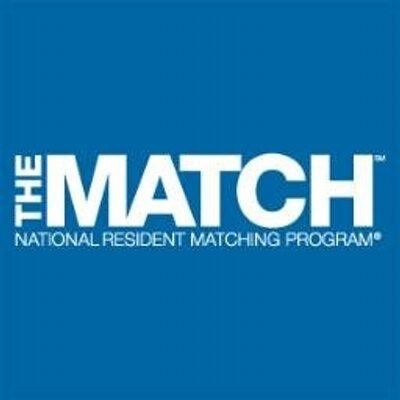 THE MATCH™
NATIONAL RESIDENT MATCHING PROGRAM®